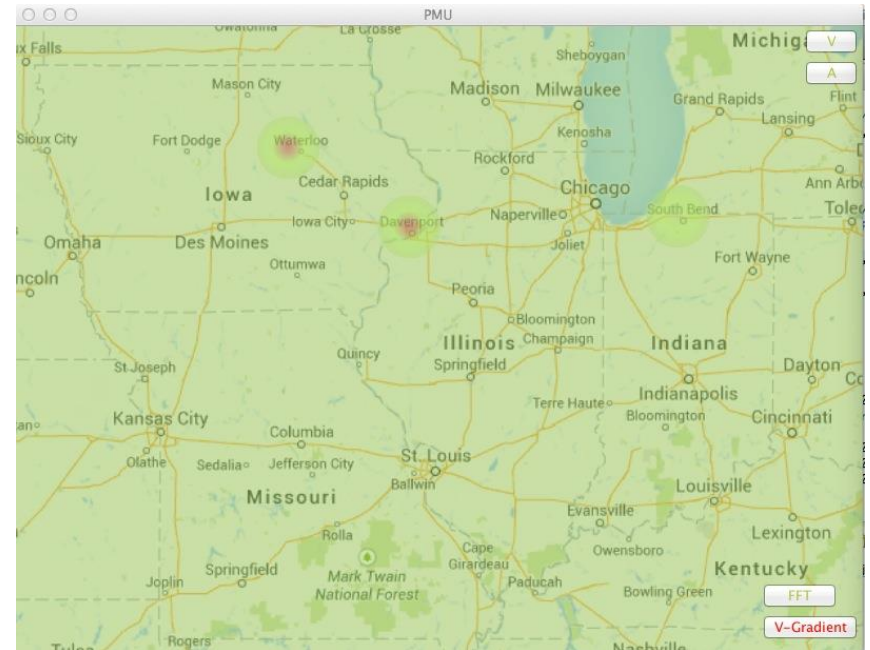 PMU
Owatonna
La Crosse
Sheboygan
V
A
Mason City
Madison
Milwaukee
Grand Rapids
Flint
Lansing
Sioux City
Fort Dodge
Waterloo
Kenosha
Rockford
Iowa
Cedar Rapids
Chicago
Ann Arb
Iowa City
Davenport
Naperville
South Bend
Toled
Omaha
Des Moines
Joliet
Fort Wayne
ncoln
Ottumwa
Peoria
Bloomington
Illinois
Champaign
Indiana
Quincy
Springfield
St Joseph
Dayton
Indianapolis
Terre Haute
Kansas City
Bloomington
Cincinnati
Columbia
Olathe
Sedalia
Jefferson City
St. Louis
Ballwin
Missouri
Louisville
Evansville
Rolla
Lexington
Owensboro
Springfield
Mark Twain
National Forest
Cape
Girardeau
Paducah
Kentucky
Joplin
Bowling Green
FFT
V-Gradient
Rogers
Nashville